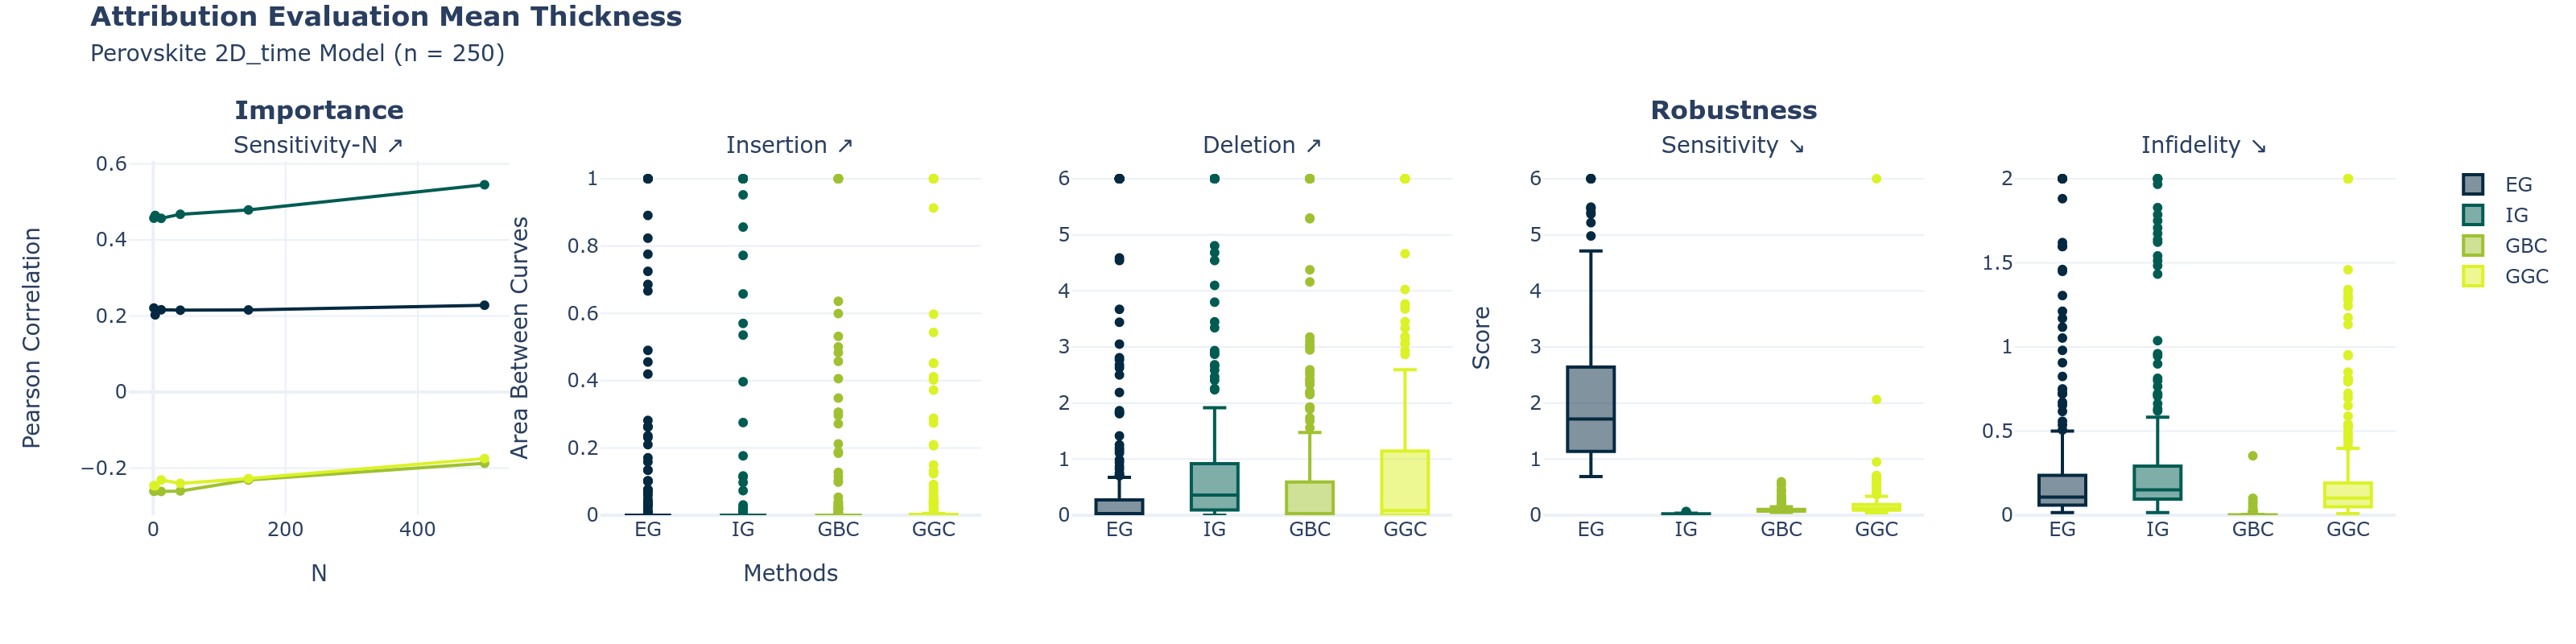 Attribution Evaluation Mean Thickness
Perovskite 2D_time Model (n = 250)
Importance
Robustness
Sensitivity-N ↗
Insertion ↗
Deletion ↗
Sensitivity ↘
Infidelity ↘
Pearson Correlation
0.6
0.4
0.2
0
−0.2
0
200
400
N
Area Between Curves
1
0.8
0.6
0.4
0.2
0
EG
IG
GBC
GGC
Methods
6
5
4
3
2
1
0
EG
IG
GBC
GGC
Score
6
5
4
3
2
1
0
EG
IG
GBC
GGC
2
1.5
1
0.5
0
EG
IG
GBC
GGC
EG
IG
GBC
GGC